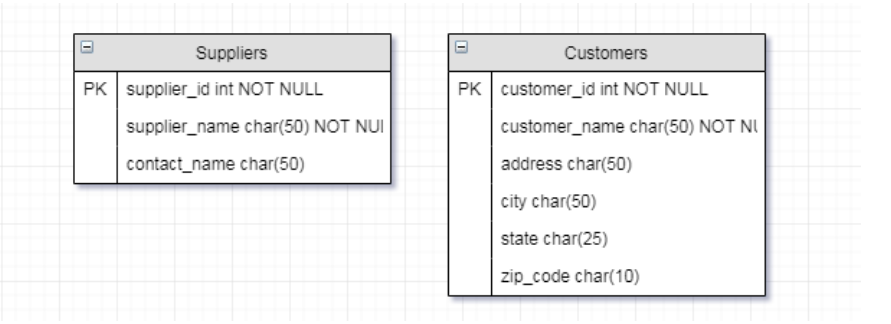 Suppliers
PK supplier_id int NOT NULL
supplier_name char(50) NOT NUI
contact_name char(50)
Customers
PK customer_id int NOT NULL
customer_name char(50) NOT NU
address char(50)
city char(50)
state char(25)
zip_code char(10)